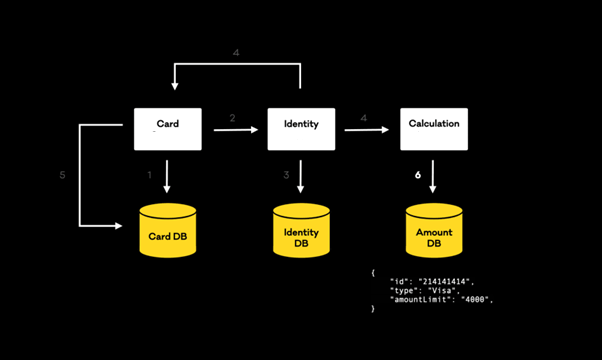 4
Card
2
Identity
4
Calculation
5
1
3
6
Card DB
Identity
DB
Amount
DB
{
"id": "214141414",
"type": "Visa",
"amountLimit": "4000",
}